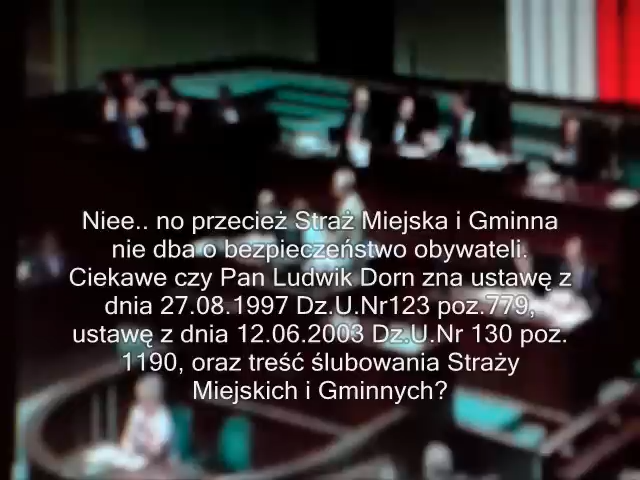 Niee.. no przecież Straż Miejska i Gminna
nie dba o bezpieczeństwo obywateli.
Ciekawe czy Pan Ludwik Dorn zna ustawę z
dnia 27.08.1997 Dz.U.Nr123 poz.779,
ustawę z dnia 12.06.2003 Dz.U.Nr 130 poz.
1190, oraz treść ślubowania Straży
Miejskich i Gminnych?